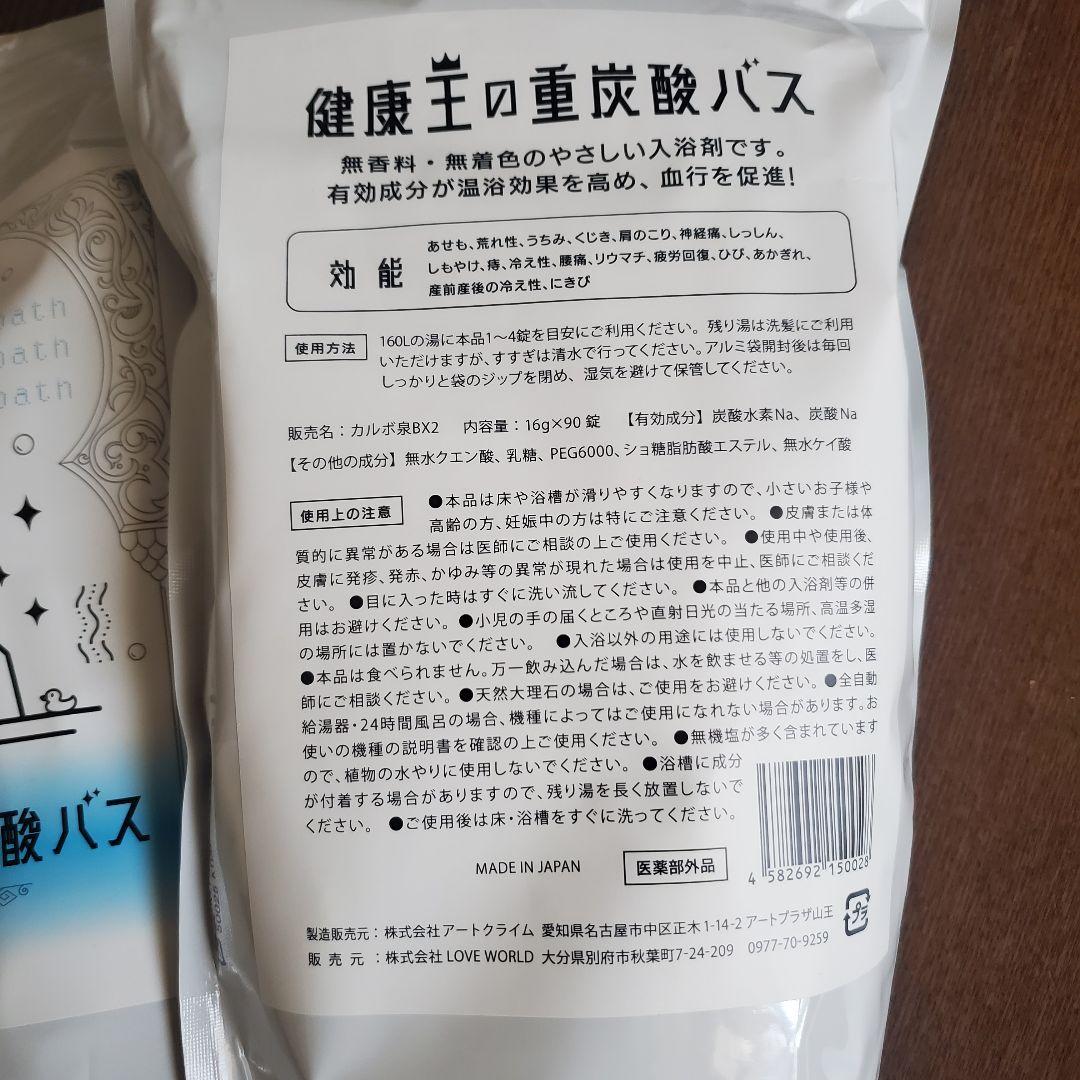 健康王の重炭酸バス
無香料・無着色のやさしい入浴剤です。
有効成分が温浴効果を高め、血行を促進！
効能
あせも、荒れ性、うちみ、くじき、肩のこり、神経痛、しっしん、
しもやけ、痔、冷え性、腰痛、リウマチ、疲労回復、ひび、あかぎれ、
産前産後の冷え性、にきび
使用方法
160Lの湯に本品1〜4錠を目安にご利用ください。残り湯は洗髪にご利用
いただけますが、すすぎは清水で行ってください。アルミ袋開封後は毎回
しっかりと袋のジップを閉め、湿気を避けて保管してください。
販売名：カルボ泉BX2 内容量：16g×90錠 【有効成分】炭酸水素Na、炭酸Na
【その他の成分】無水クエン酸、乳糖、PEG6000、ショ糖脂肪酸エステル、無水ケイ酸
使用上の注意
●本品は床や浴槽が滑りやすくなりますので、小さいお子様や
高齢の方、妊娠中の方は特にご注意ください。 ●皮膚または体
質的に異常がある場合は医師にご相談の上ご使用ください。 ●使用中や使用後、
皮膚に発疹、発赤、かゆみ等の異常が現れた場合は使用を中止、医師にご相談くだ
さい。 ●目に入った時はすぐに洗い流してください。 ●本品と他の入浴剤等の併
用はお避けください。 ●小児の手の届くところや直射日光の当たる場所、高温多湿
の場所には置かないでください。 ●入浴以外の用途には使用しないでください。
●本品は食べられません。万一飲み込んだ場合は、水を飲ませる等の処置をし、医
師にご相談ください。●天然大理石の場合は、ご使用をお避けください。●全自動
給湯器・24時間風呂の場合、機種によってはご使用になれない場合があります。お
使いの機種の説明書を確認の上ご使用ください。 ●無機塩が多く含まれています
ので、植物の水やりに使用しないでください。 ●浴槽に成分
が付着する場合がありますので、残り湯を長く放置しないで
ください。 ●ご使用後は床・浴槽をすぐに洗ってください。
MADE IN JAPAN
医薬部外品
4 582692 150028
プラ
製造販売元：株式会社アートクライム 愛知県名古屋市中区正木1-14-2 アートプラザ山王
販売元：株式会社 LOVE WORLD 大分県別府市秋葉町7-24-209 0977-70-9259
bath
bath
bath
酸バス